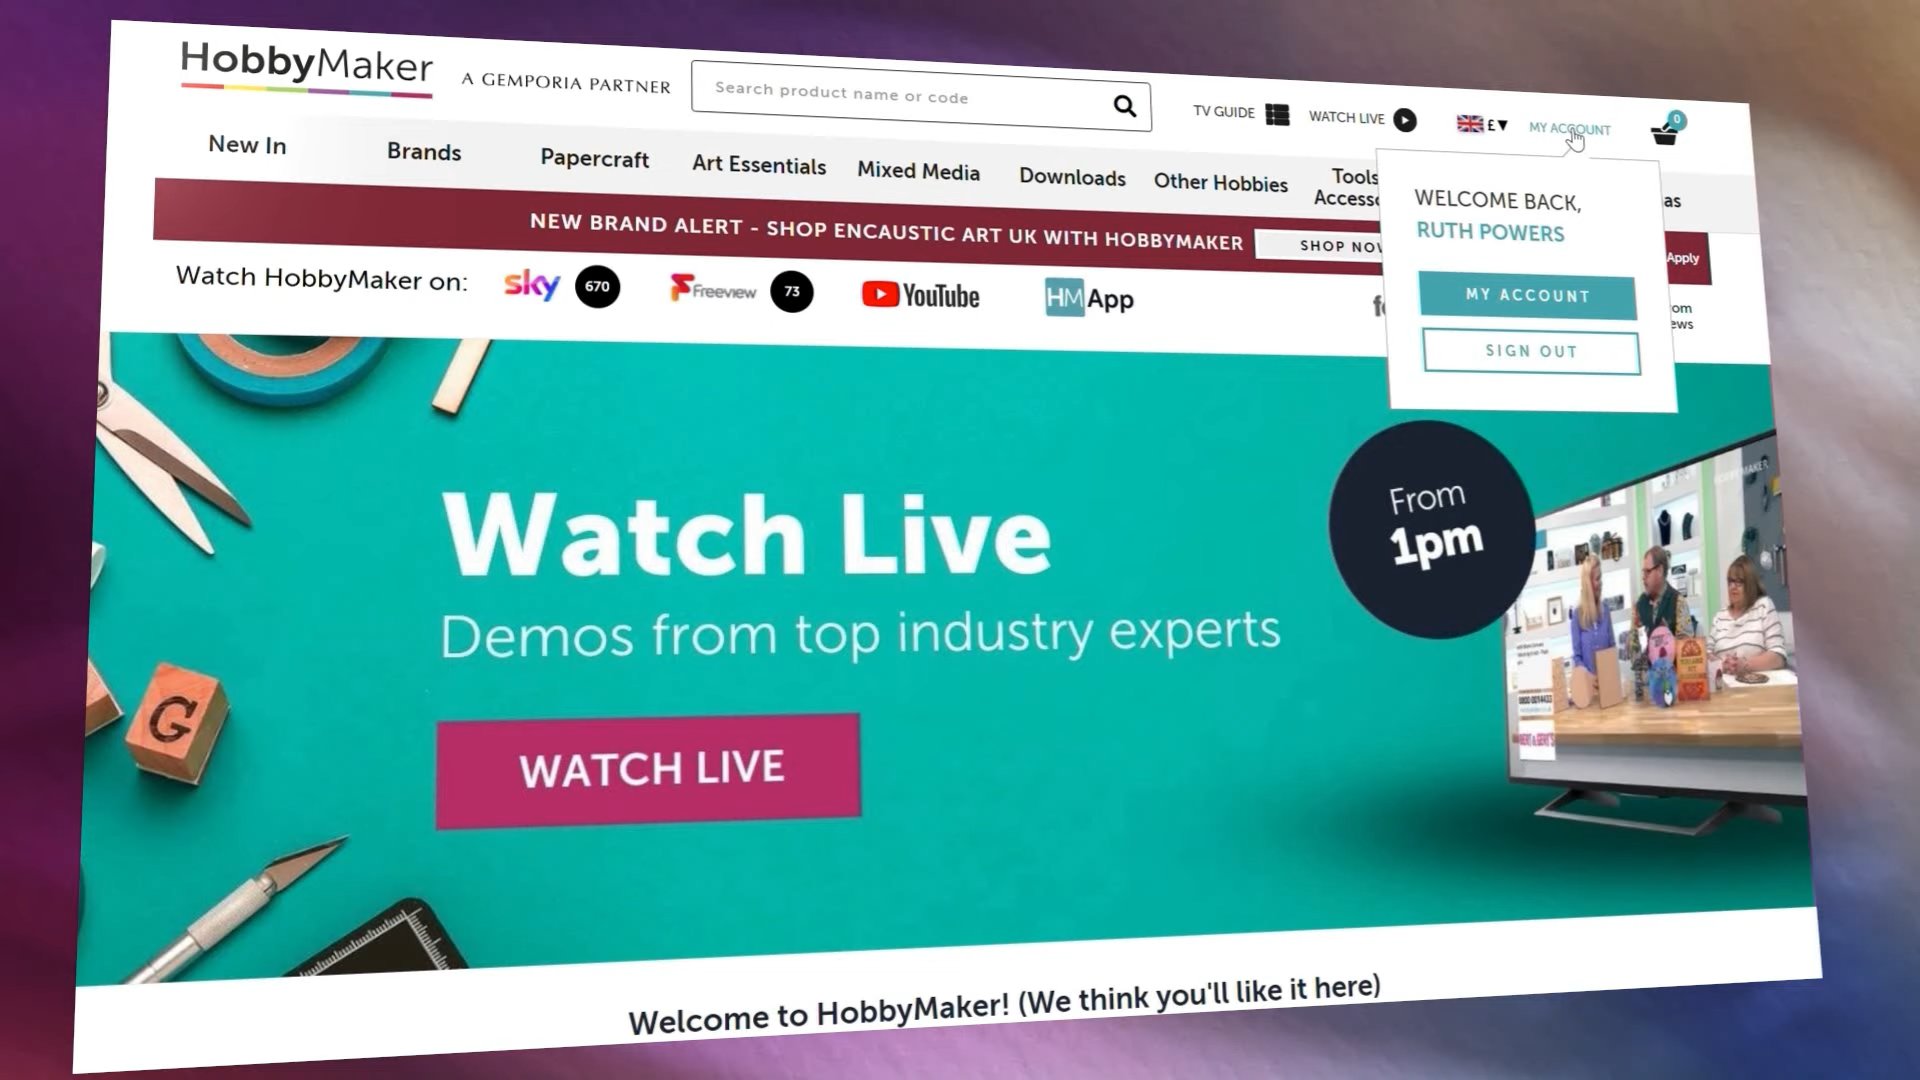 HobbyMaker
A GEMPORIA PARTNER
Search product name or code
TV GUIDE
WATCH LIVE
£▼
MY ACCOUNT
0
New In
Brands
Papercraft
Art Essentials
Mixed Media
Downloads
Other Hobbies
Tools
NEW BRAND ALERT - SHOP ENCAUSTIC ART UK WITH HOBBYMAKER
SHOP NOW
Apply
WELCOME BACK,
RUTH POWERS
MY ACCOUNT
SIGN OUT
Watch HobbyMaker on:
sky
670
Freeview
73
YouTube
HM App
Watch Live
Demos from top industry experts
WATCH LIVE
From
1pm
G
Welcome to HobbyMaker! (We think you'll like it here)